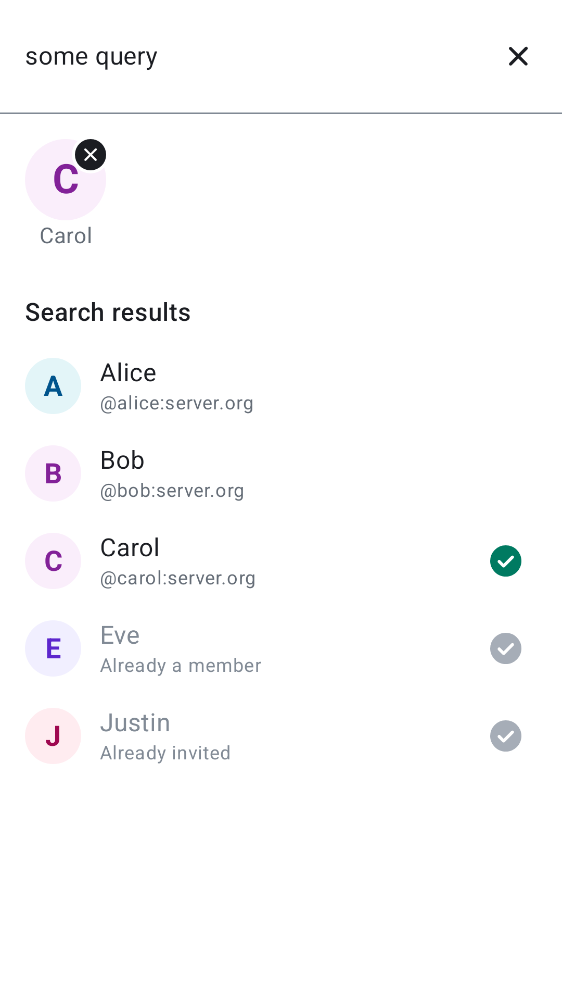 some query
C
Carol
Search results
A
Alice
@alice:server.org
B
Bob
@bob:server.org
C
Carol
@carol:server.org
E
Eve
Already a member
J
Justin
Already invited